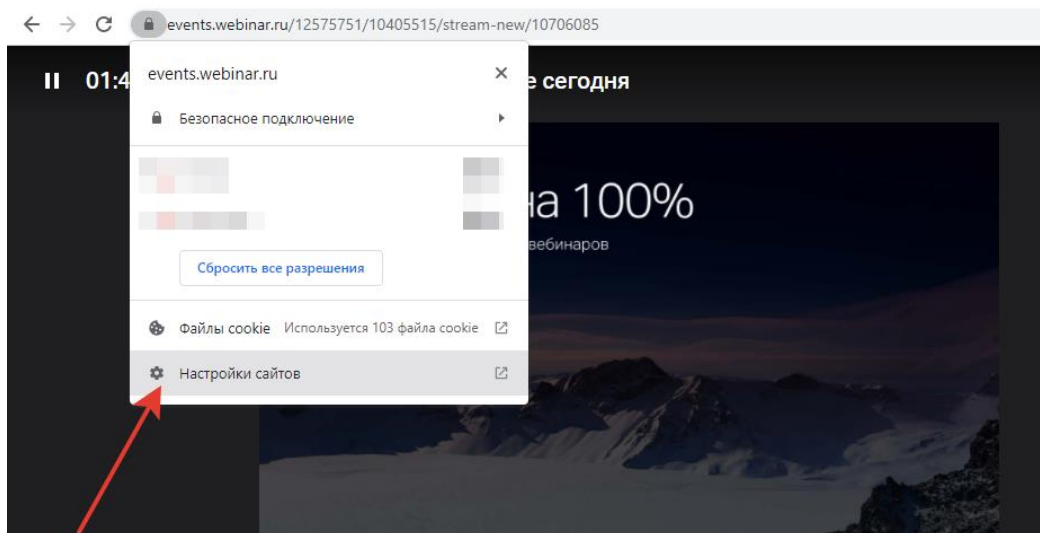 events.webinar.ru/12575751/10405515/stream-new/10706085
01:4
сегодня
events.webinar.ru
Безопасное подключение
на 100%
вебинаров
Сбросить все разрешения
Файлы cookie Используется 103 файла cookie
Настройки сайтов